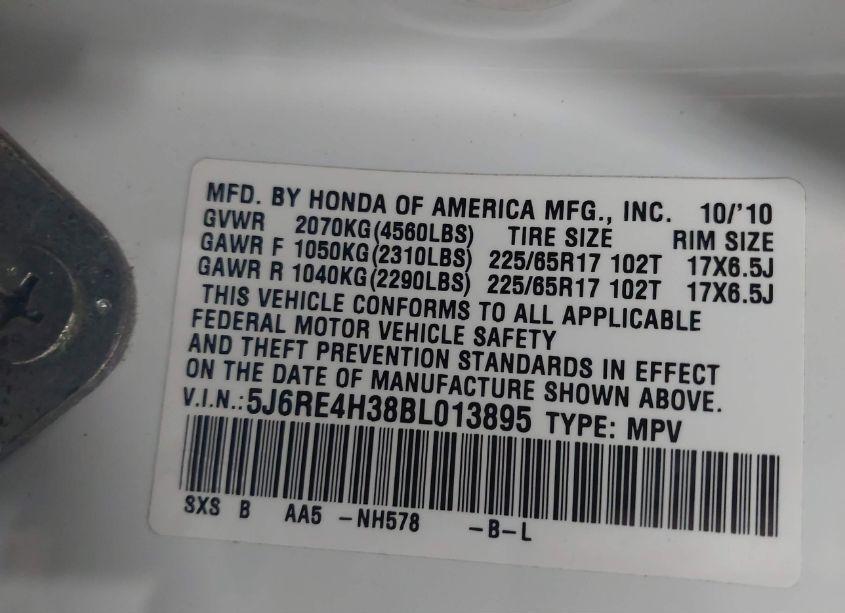 MFD. BY HONDA OF AMERICA MFG., INC. 10/'10
GVWR 2070KG(4560LBS) TIRE SIZE RIM SIZE
GAWR F 1050KG(2310LBS) 225/65R17 102T 17X6.5J
GAWR R 1040KG(2290LBS) 225/65R17 102T 17X6.5J
THIS VEHICLE CONFORMS TO ALL APPLICABLE
FEDERAL MOTOR VEHICLE SAFETY
AND THEFT PREVENTION STANDARDS IN EFFECT
ON THE DATE OF MANUFACTURE SHOWN ABOVE.
V.I.N.: 5J6RE4H38BL013895 TYPE: MPV
SXS B AA5 -NH578 -B-L